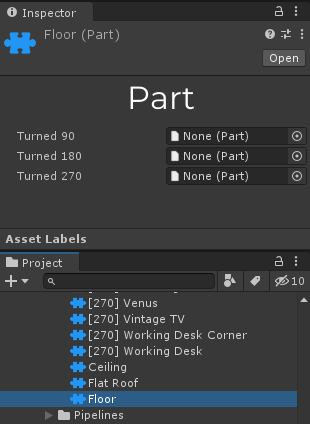 Inspector
Floor (Part)
Open
Part
Turned 90 None (Part)
Turned 180 None (Part)
Turned 270 None (Part)
Asset Labels
Project
10
[270] Venus
[270] Vintage TV
[270] Working Desk Corner
[270] Working Desk
Ceiling
Flat Roof
Floor
Pipelines